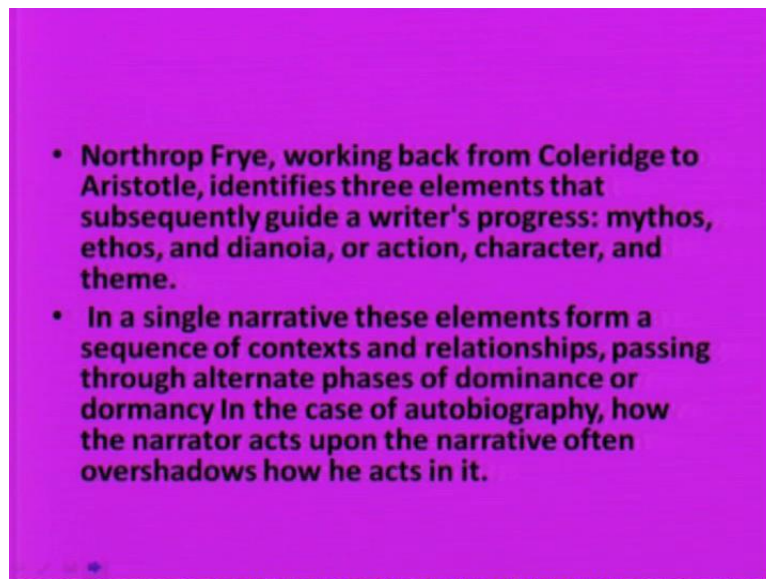 • Northrop Frye, working back from Coleridge to
Aristotle, identifies three elements that
subsequently guide a writer's progress: mythos,
ethos, and dianoia, or action, character, and
theme.
• In a single narrative these elements form a
sequence of contexts and relationships, passing
through alternate phases of dominance or
dormancy In the case of autobiography, how
the narrator acts upon the narrative often
overshadows how he acts in it.